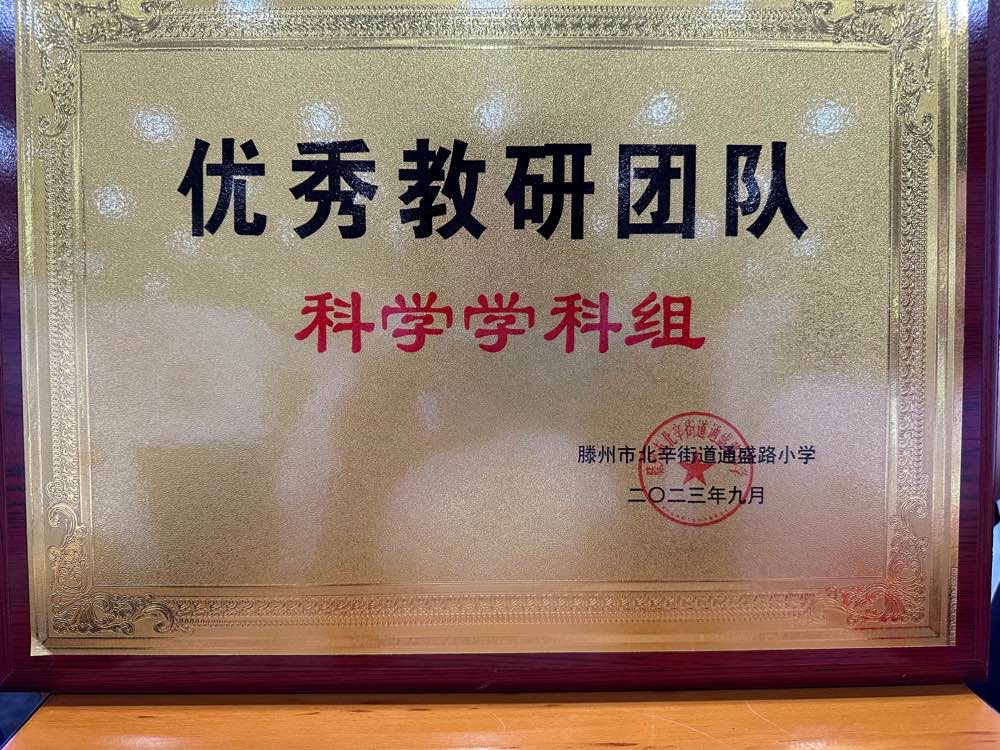 优秀教研团队
科学学科组
滕州市北辛街道通盛路小学
二〇二三年九月